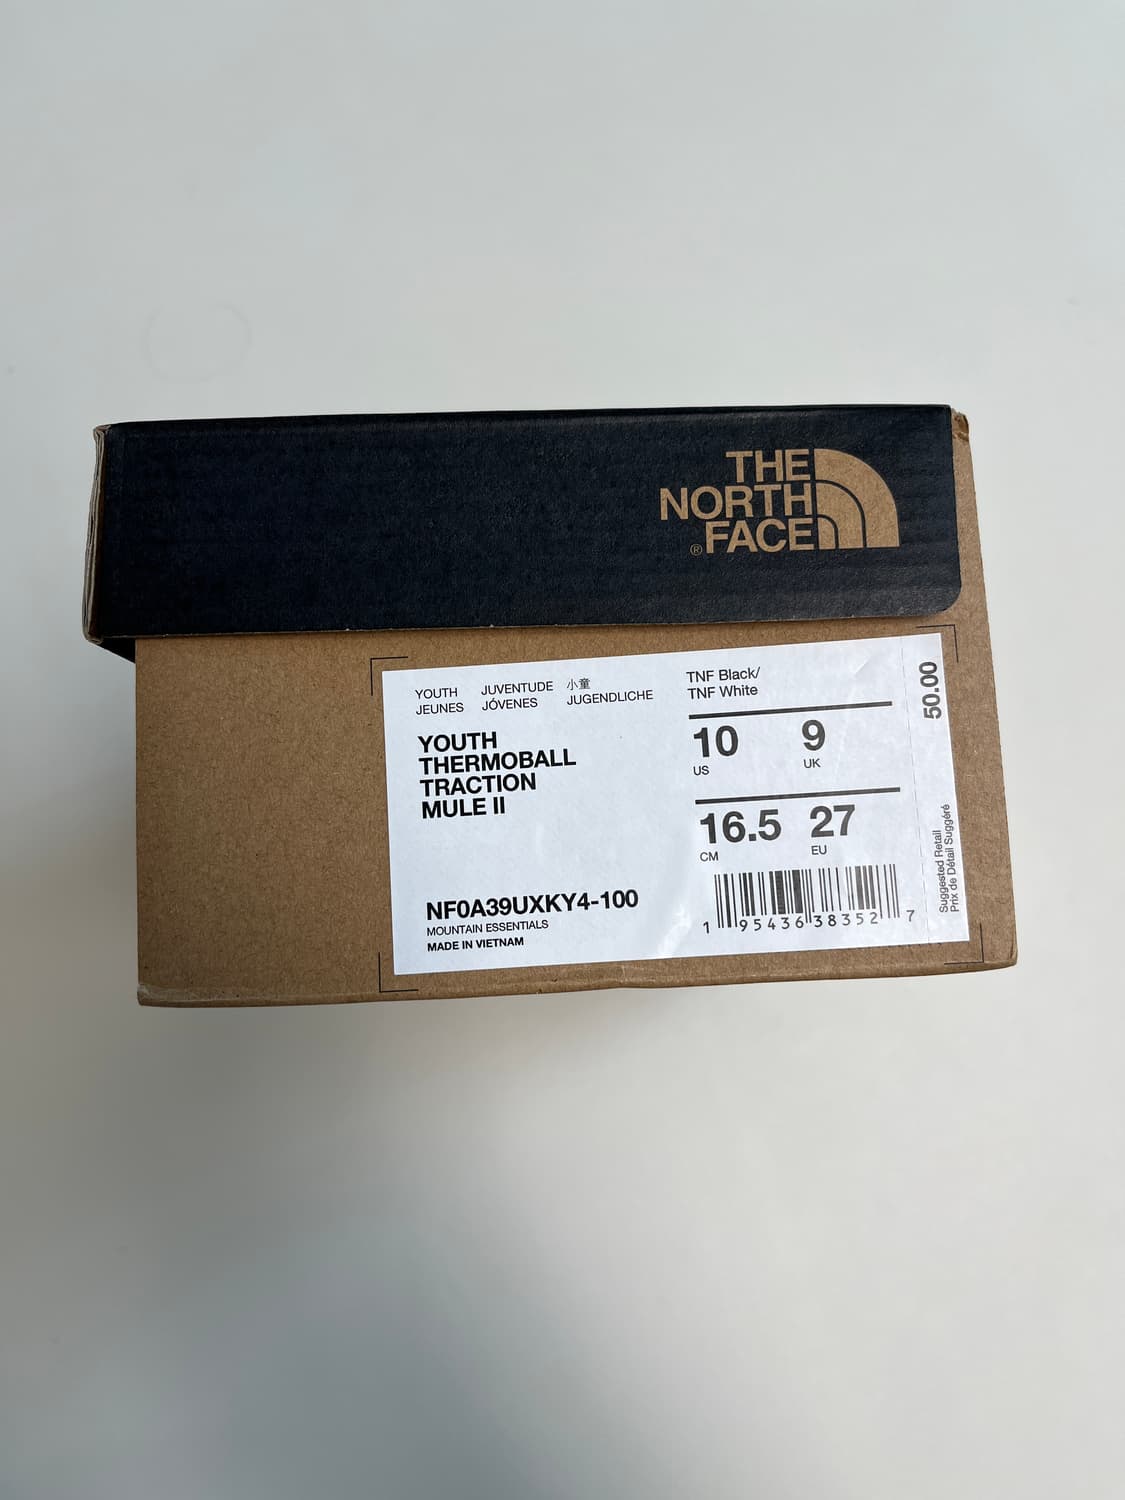 THE
NORTH
® FACE
YOUTH JUVENTUDE 小童
JEUNES JÓVENES JUGENDLICHE
YOUTH
THERMOBALL
TRACTION
MULE II
NF0A39UXKY4-100
MOUNTAIN ESSENTIALS
MADE IN VIETNAM
TNF Black/
TNF White
10 9
US UK
16.5 27
CM EU
1 95436 38352 7
50.00
Suggested Retail
Prix de Détail Suggéré